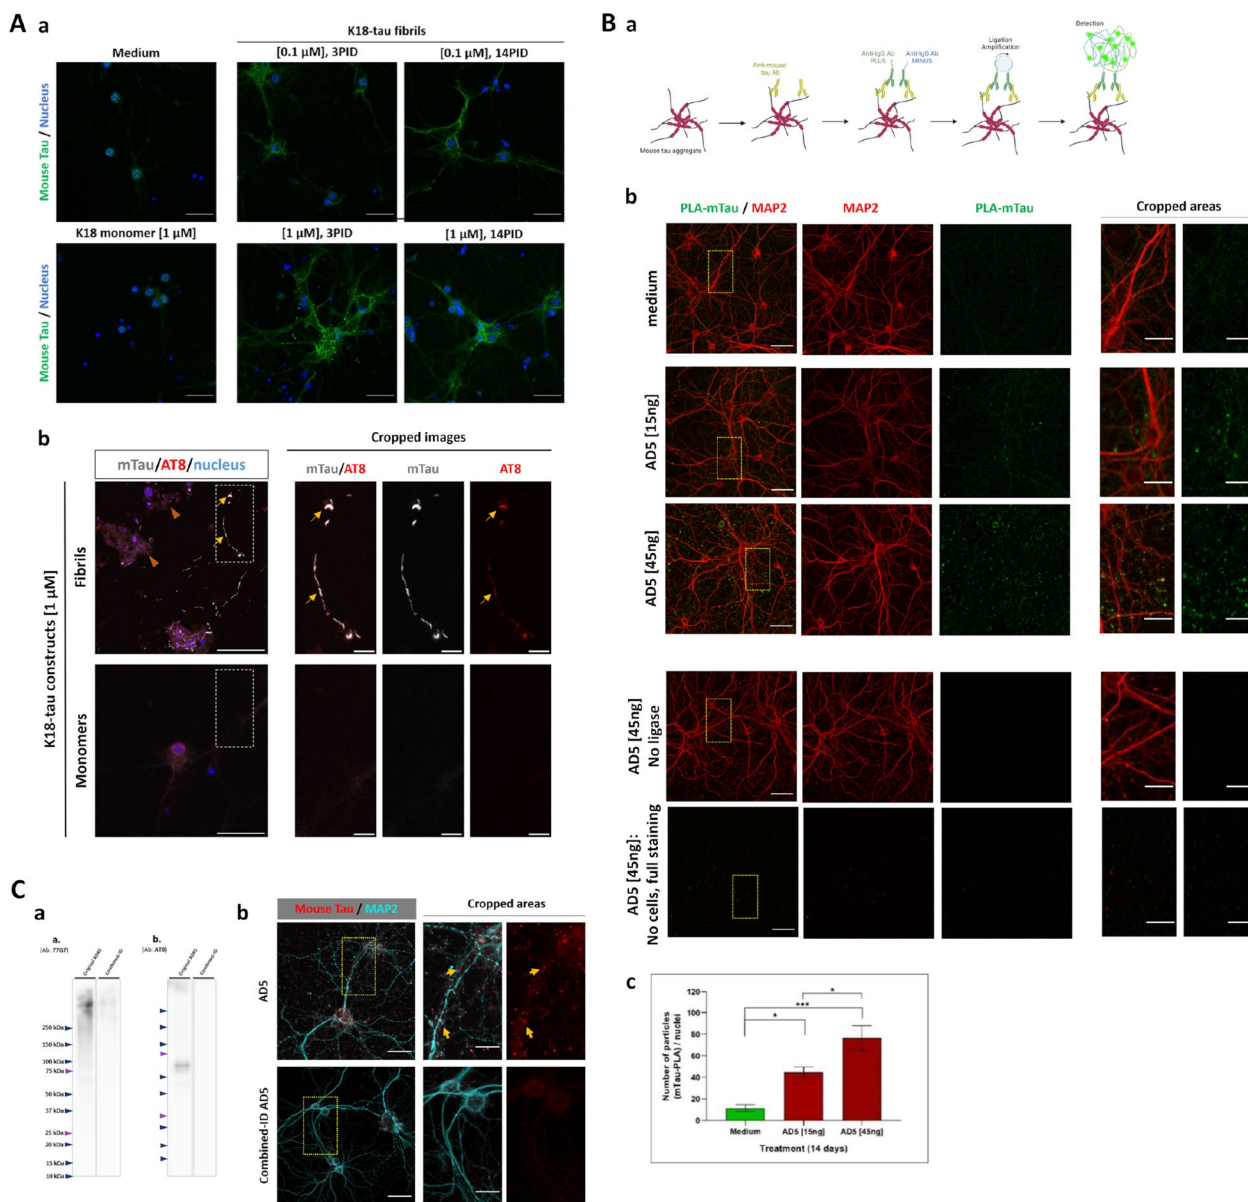 A a
K18-tau fibrils
Medium
[0.1 µM], 3PID
[0.1 µM], 14PID
Mouse Tau / Nucleus
K18 monomer [1 µM]
[1 µM], 3PID
[1 µM], 14PID
Mouse Tau / Nucleus
b
Cropped images
mTau/AT8/nucleus
mTau/AT8
mTau
AT8
K18-tau constructs [1 µM]
Fibrils
Monomers
B a
Mouse tau aggregate
Anti-mouse
tau Ab
Anti-IgG Ab
PLUS
Anti-IgG Ab
MINUS
Ligation
Amplification
Detection
b
PLA-mTau / MAP2
MAP2
PLA-mTau
Cropped areas
medium
AD5 [15ng]
AD5 [45ng]
AD5 [45ng]
No ligase
AD5 [45ng]:
No cells, full staining
c
Number of particles
(mTau-PLA) / nuclei
120
100
80
60
40
20
0
*
***
*
Medium
AD5 [15ng]
AD5 [45ng]
Treatment (14 days)
C
a
a.
(Ab: 77G7)
Combined-ID
b.
(Ab: AT8)
Combined-ID
250 kDa
150 kDa
100 kDa
75 kDa
50 kDa
37 kDa
25 kDa
20 kDa
15 kDa
10 kDa
b
Mouse Tau / MAP2
Cropped areas
AD5
Combined-ID AD5